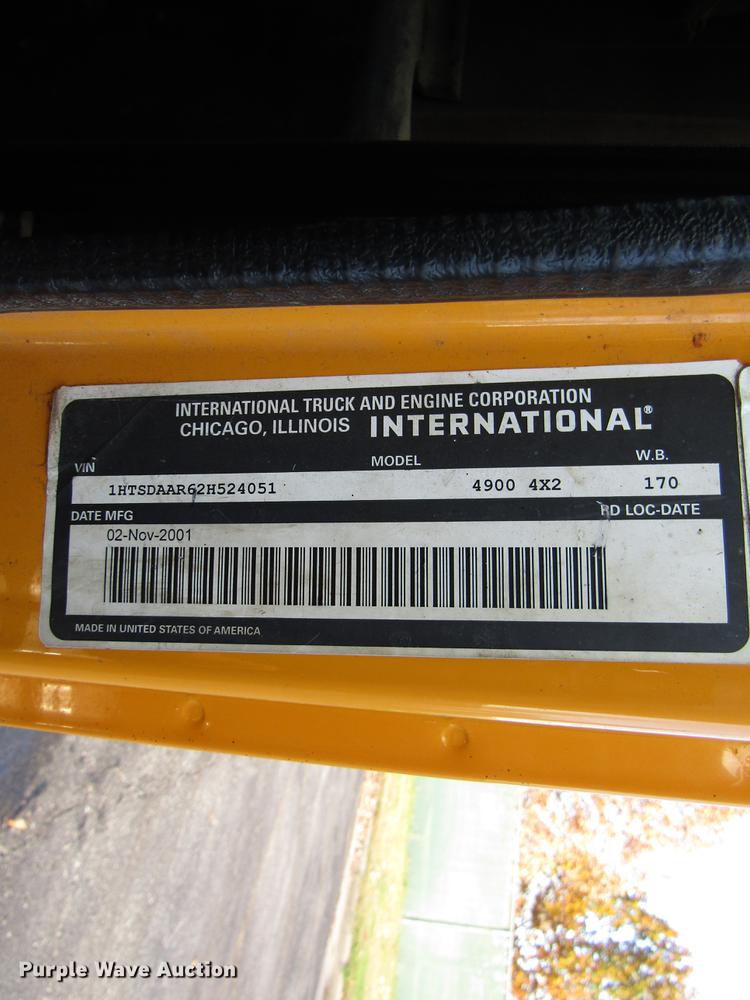 INTERNATIONAL TRUCK AND ENGINE CORPORATION
CHICAGO, ILLINOIS INTERNATIONAL®
VIN MODEL W.B.
1HTSDAAR62H524051 4900 4X2 170
DATE MFG PD LOC-DATE
02-Nov-2001
MADE IN UNITED STATES OF AMERICA
Purple Wave Auction